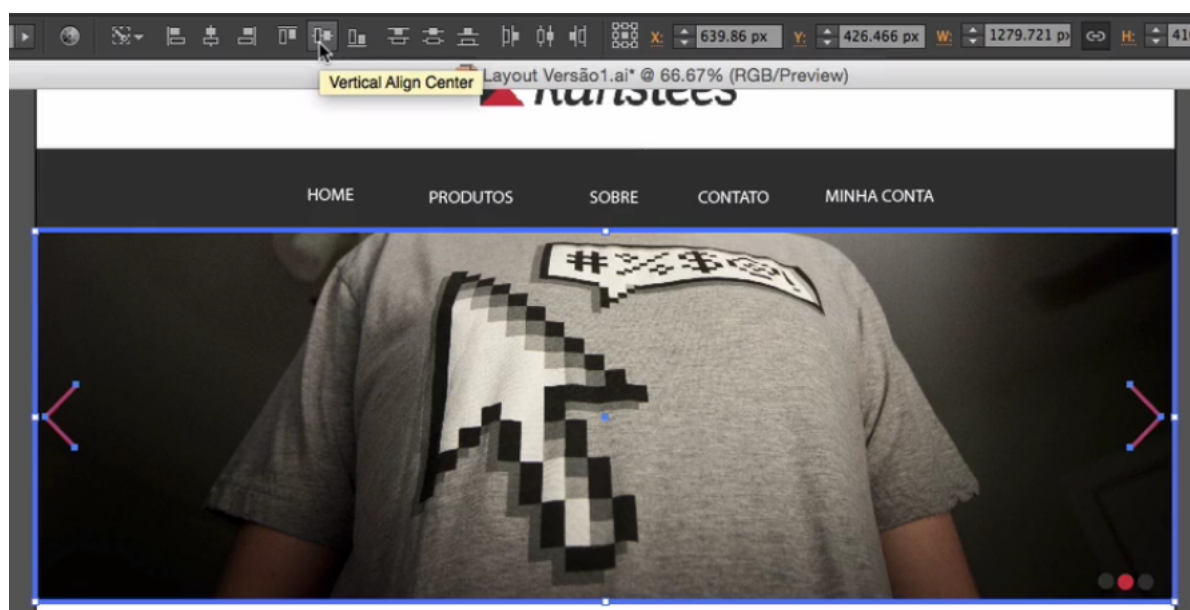 X: 639.86 px Y: 426.466 px W: 1279.721 p H:
Vertical Align Center
Layout Versão1.ai* @ 66.67% (RGB/Preview)
HOME PRODUTOS SOBRE CONTATO MINHA CONTA
#%$@!